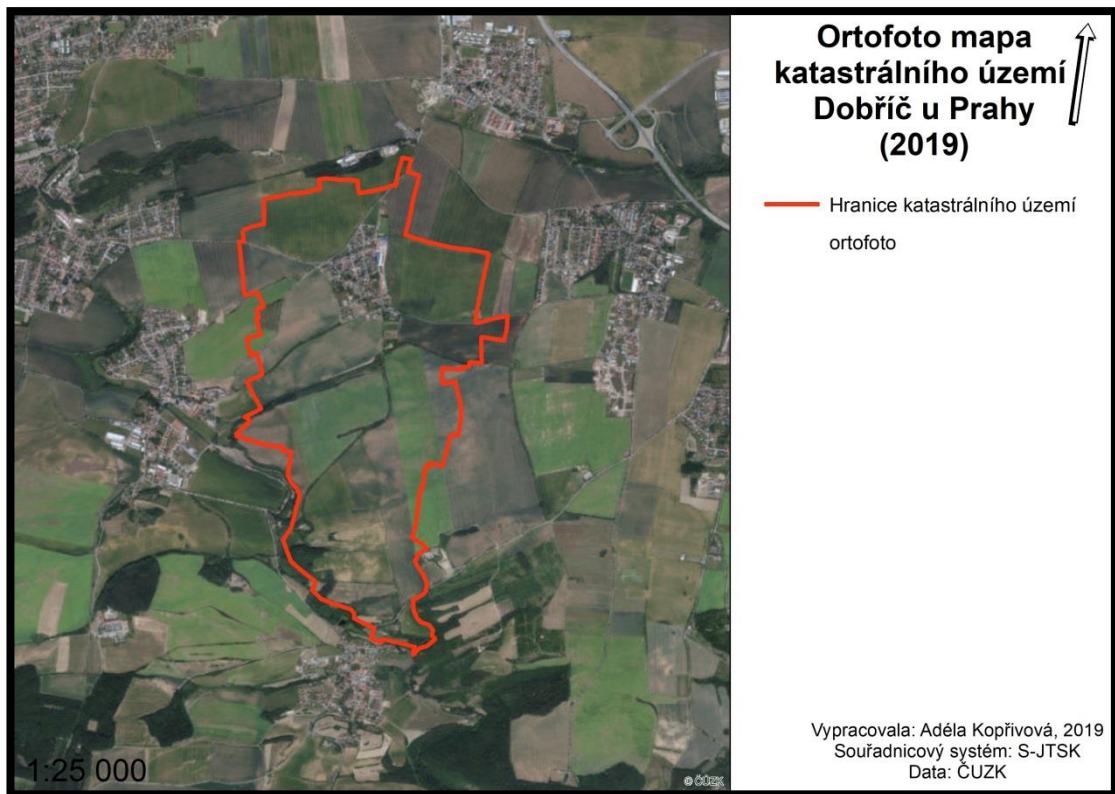 Ortofoto mapa
katastrálního území
Dobříč u Prahy
(2019)
Hranice katastrálního území
ortofoto
Vypracovala: Adéla Kopřivová, 2019
Souřadnicový systém: S-JTSK
Data: ČUZK
1:25 000
© ČÚZK